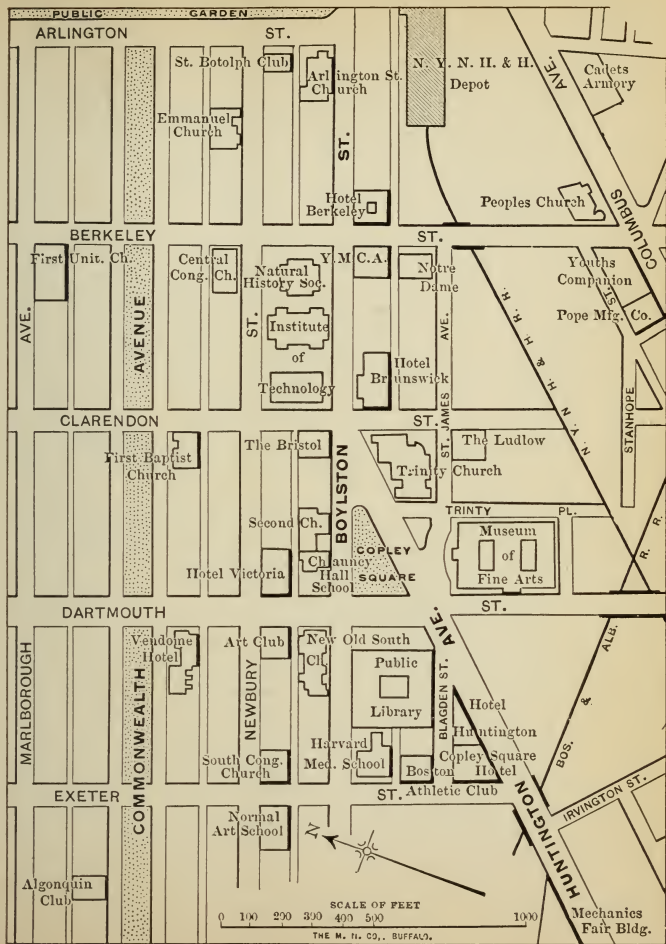 PUBLIC GARDEN
ARLINGTON ST.
St. Botolph Club
Arlington St.
Church
N. Y. N. H. & H.
Depot
AVE.
Cadets
Armory
Emmanuel
Church
ST.
Hotel
Berkeley
Peoples Church
COLUMBUS
BERKELEY ST.
First Unit. Ch.
Central
Cong. Ch.
Natural
History Soc.
Y. M. C. A.
Notre
Dame
Youths
Companion
ST.
Pope Mfg. Co.
AVE.
AVENUE
ST.
Institute
of
Technology
Hotel
Brunswick
ST. JAMES AVE.
N. Y. N. H. & H. R. R.
STANHOPE
CLARENDON ST.
First Baptist
Church
The Bristol
BOYLSTON
Trinity Church
The Ludlow
TRINITY PL.
Second Ch.
Hotel Victoria
Chauncy
Hall
School
COPLEY
SQUARE
Museum
of
Fine Arts
R. R.
DARTMOUTH ST.
MARLBOROUGH
Vendome
Hotel
COMMONWEALTH
Art Club
NEWBURY
New Old South
Ch.
Public
Library
BLAGDEN ST.
AVE.
Hotel
Huntington
Copley Square
Hotel
BOS. & ALB.
South Cong.
Church
Harvard
Med. School
Boston
Athletic Club
EXETER ST.
HUNTINGTON
IRVINGTON ST.
Normal
Art School
N
Algonquin
Club
Mechanics
Fair Bldg.
SCALE OF FEET
0 100 200 300 400 500 1000
THE M. N. CO., BUFFALO.